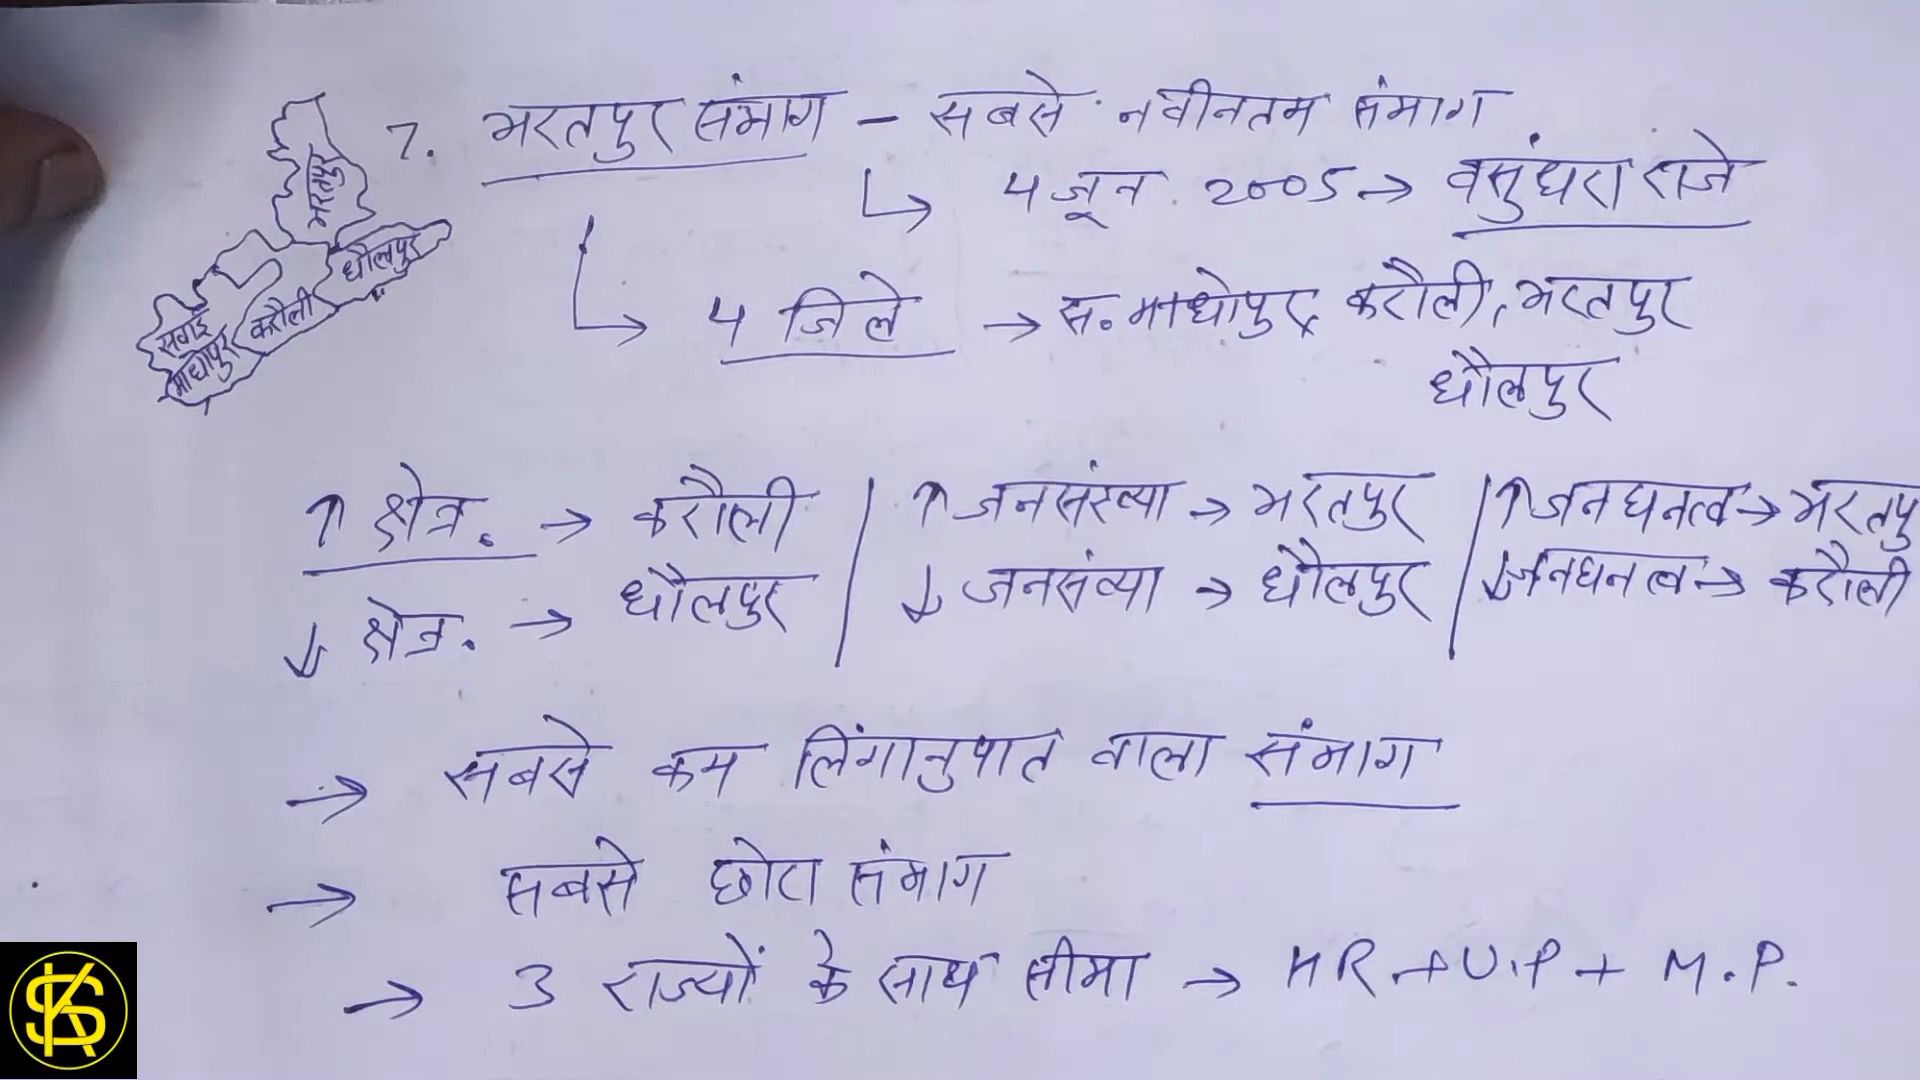 7. भरतपुर संभाग – सबसे नवीनतम संभाग
↳ 4 जून 2005 → वसुंधरा राजे
↳ 4 जिले → स. माधोपुर, करौली, भरतपुर
धौलपुर
भरतपुर
धौलपुर
करौली
सवाई
माधोपुर
↑ क्षेत्र. → करौली | ↑ जनसंख्या → भरतपुर | ↑ जनघनत्व → भरतपु
↓ क्षेत्र. → धौलपुर | ↓ जनसंख्या → धौलपुर | ↓ जनघनत्व → करौली
→ सबसे कम लिंगानुपात वाला संभाग
→ सबसे छोटा संभाग
→ 3 राज्यों के साथ सीमा → HR + U.P + M.P.